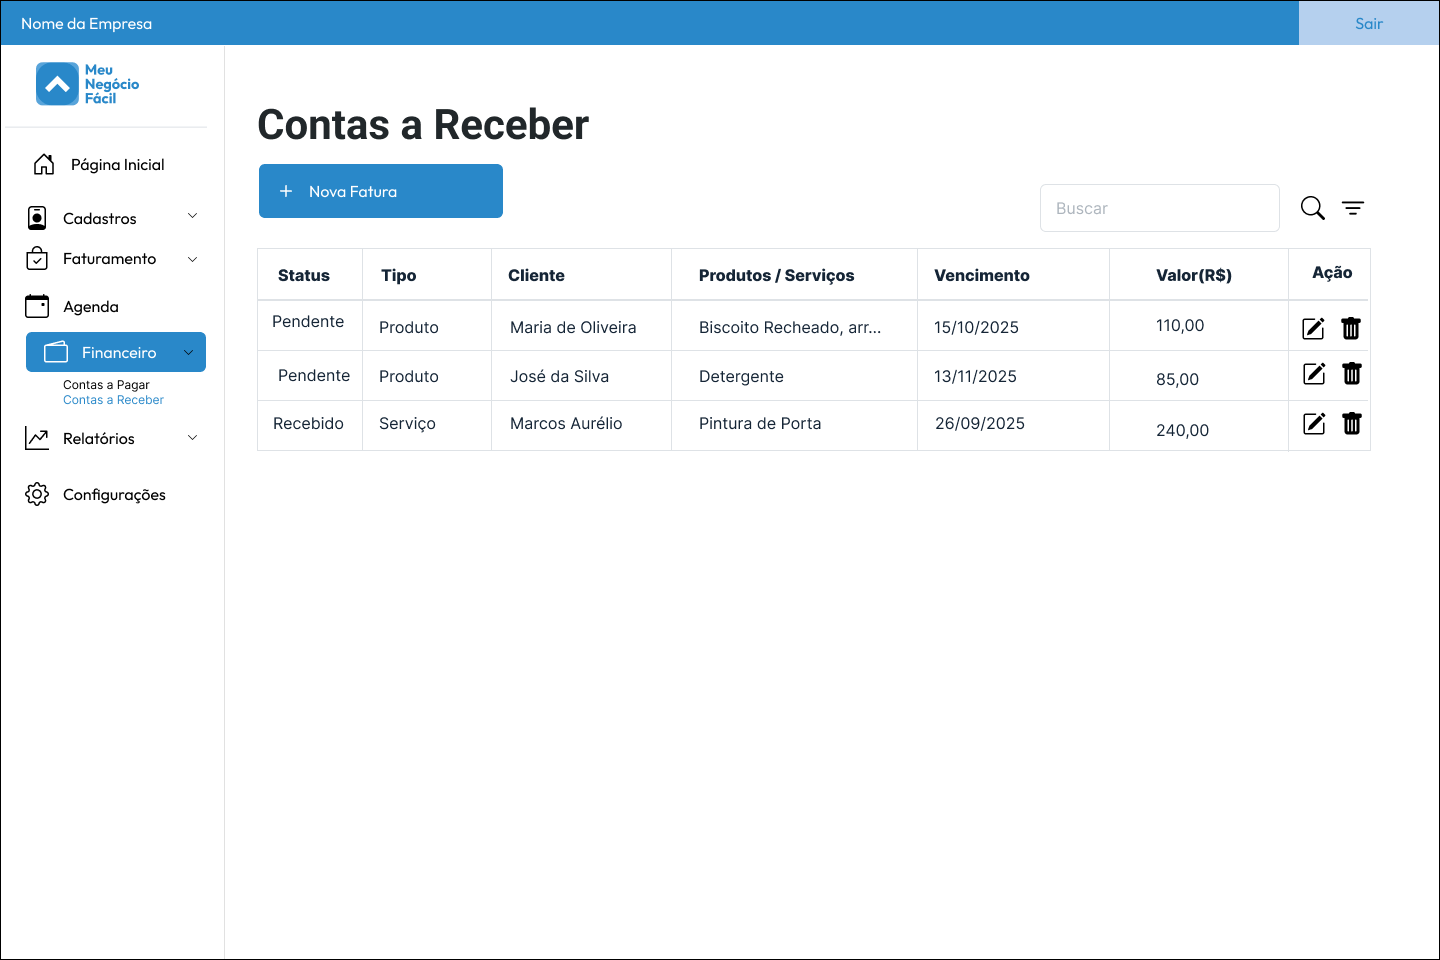 Nome da Empresa
Sair
Meu
Negócio
Fácil
Página Inicial
Cadastros
Faturamento
Agenda
Financeiro
Contas a Pagar
Contas a Receber
Relatórios
Configurações
Contas a Receber
+ Nova Fatura
Buscar
Status Tipo Cliente Produtos / Serviços Vencimento Valor(R$) Ação
Pendente Produto Maria de Oliveira Biscoito Recheado, arr... 15/10/2025 110,00
Pendente Produto José da Silva Detergente 13/11/2025 85,00
Recebido Serviço Marcos Aurélio Pintura de Porta 26/09/2025 240,00